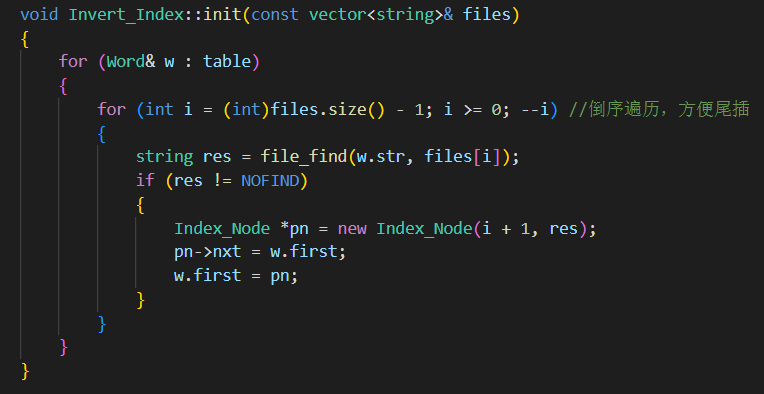 void Invert_Index::init(const vector<string>& files)
{
    for (Word& w : table)
    {
        for (int i = (int)files.size() - 1; i >= 0; --i) //倒序遍历，方便尾插
        {
            string res = file_find(w.str, files[i]);
            if (res != NOFIND)
            {
                Index_Node *pn = new Index_Node(i + 1, res);
                pn->nxt = w.first;
                w.first = pn;
            }
        }
    }
}